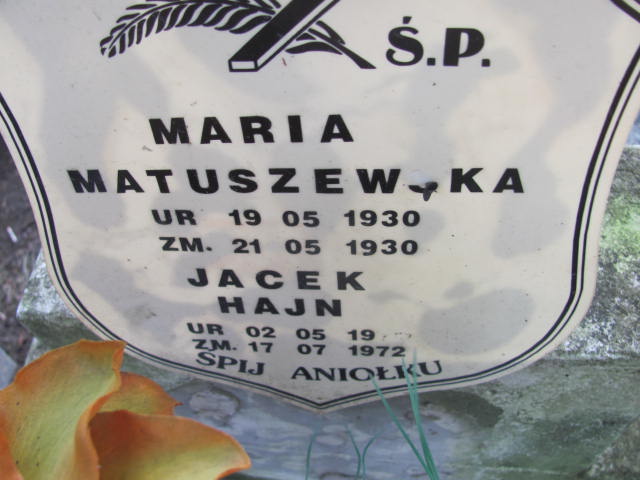 Ś.P.
MARIA
MATUSZEWSKA
UR 19 05 1930
ZM. 21 05 1930
JACEK
HAJN
UR 02 05 19
ZM. 17 07 1972
ŚPIJ ANIOŁKU